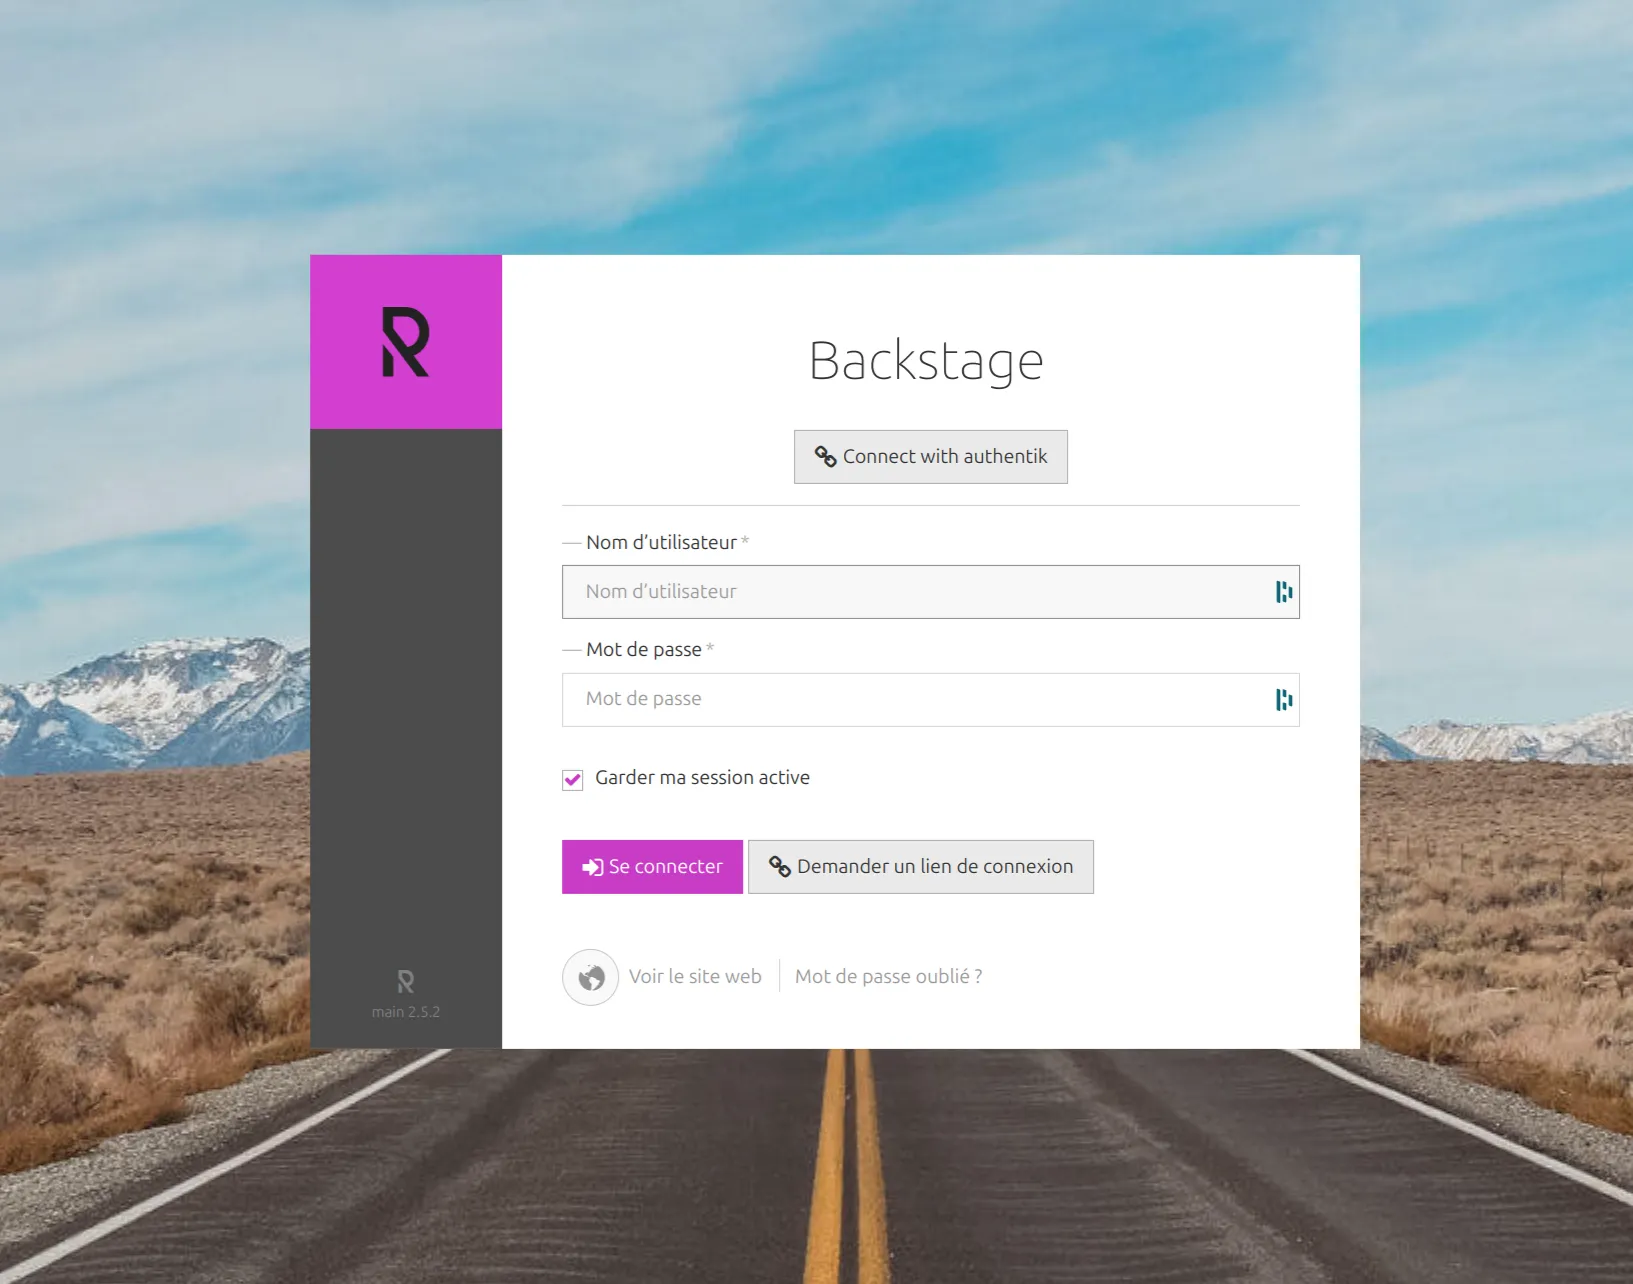 Backstage
Connect with authentik
Nom d’utilisateur *
Nom d’utilisateur
Mot de passe *
Mot de passe
Garder ma session active
Se connecter
Demander un lien de connexion
Voir le site web
Mot de passe oublié ?
main 2.5.2